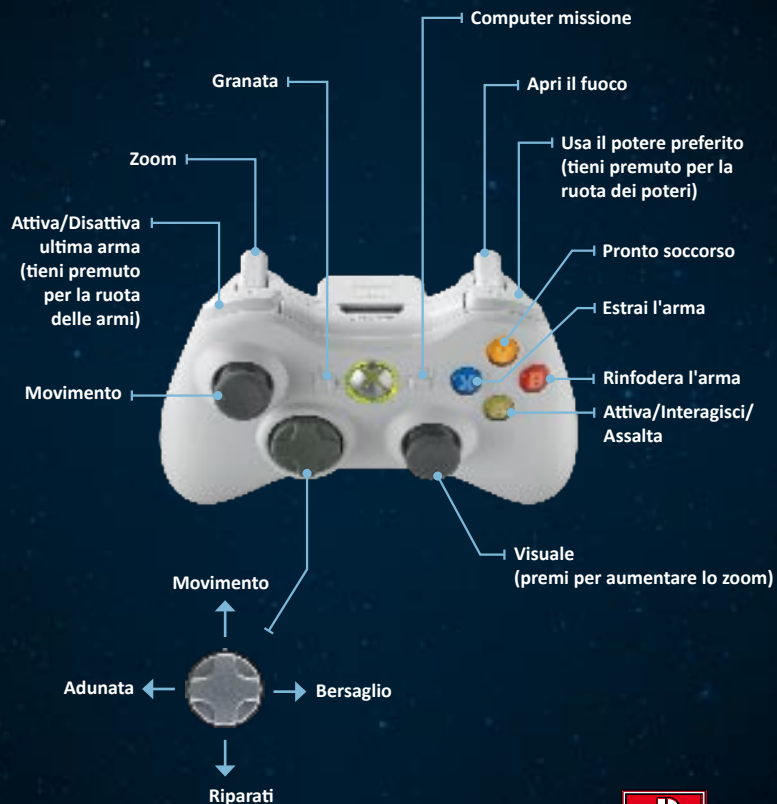 Computer missione
Granata
Apri il fuoco
Usa il potere preferito
(tieni premuto per la
ruota dei poteri)
Zoom
Attiva/Disattiva
ultima arma
(tieni premuto
per la ruota
delle armi)
Pronto soccorso
Estrai l'arma
X
B
Rinfodera l'arma
Movimento
Attiva/Interagisci/
Assalta
Visuale
(premi per aumentare lo zoom)
Movimento
Adunata
Bersaglio
Riparati